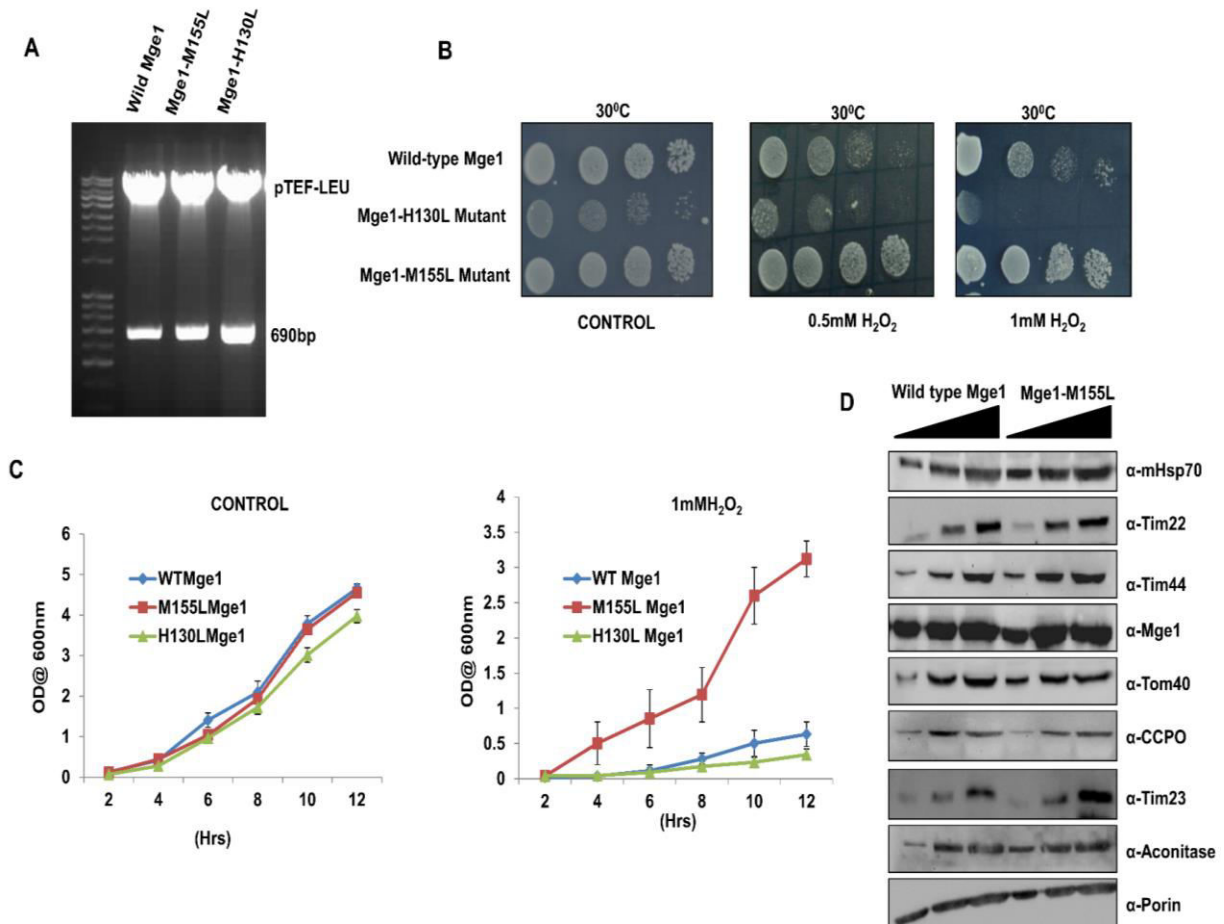 A
Wild Mge1
Mge1-M155L
Mge1-H130L
pTEF-LEU
690bp
B
30⁰C
30⁰C
30⁰C
Wild-type Mge1
Mge1-H130L Mutant
Mge1-M155L Mutant
CONTROL
0.5mM H₂O₂
1mM H₂O₂
C
CONTROL
OD@ 600nm
6
5
4
3
2
1
0
WTMge1
M155LMge1
H130LMge1
2 4 6 8 10 12
(Hrs)
1mMH₂O₂
OD@ 600nm
4
3.5
3
2.5
2
1.5
1
0.5
0
WT Mge1
M155L Mge1
H130L Mge1
2 4 6 8 10 12
(Hrs)
D
Wild type Mge1 Mge1-M155L
α-mHsp70
α-Tim22
α-Tim44
α-Mge1
α-Tom40
α-CCPO
α-Tim23
α-Aconitase
α-Porin